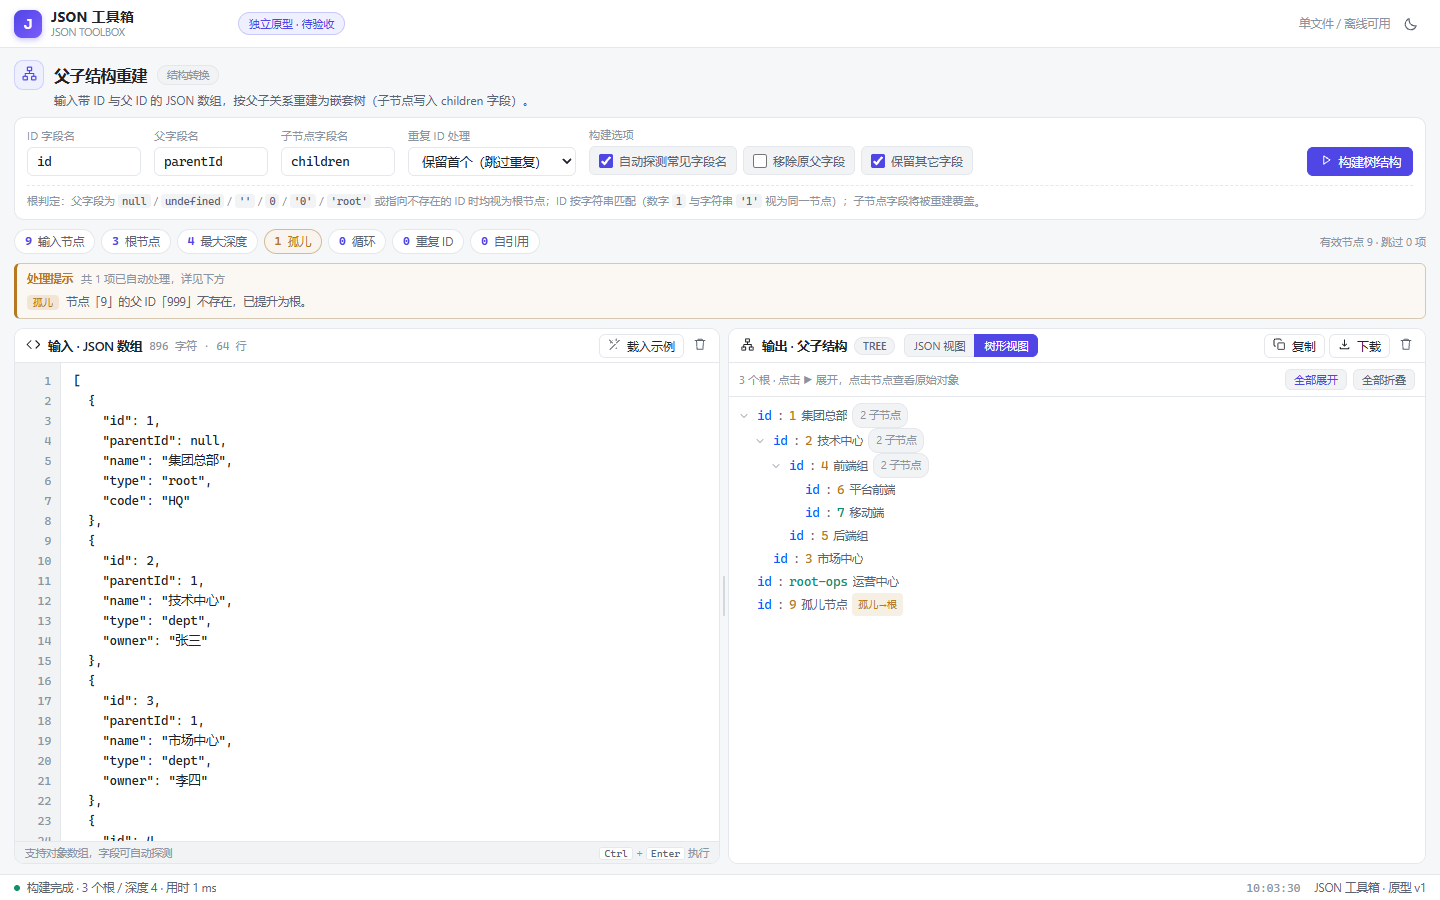 J JSON 工具箱
JSON TOOLBOX
独立原型 · 待验收
单文件 / 离线可用
父子结构重建 结构转换
输入带 ID 与父 ID 的 JSON 数组，按父子关系重建为嵌套树（子节点写入 children 字段）。
ID 字段名 父字段名 子节点字段名 重复 ID 处理 构建选项
id parentId children 保留首个（跳过重复） 自动探测常见字段名 移除原父字段 保留其它字段 构建树结构
根判定：父字段为 null / undefined / '' / 0 / '0' / 'root' 或指向不存在的 ID 时均视为根节点；ID 按字符串匹配（数字 1 与字符串 '1' 视为同一节点）；子节点字段将被重建覆盖。
9 输入节点 3 根节点 4 最大深度 1 孤儿 0 循环 0 重复 ID 0 自引用 有效节点 9 · 跳过 0 项
处理提示 共 1 项已自动处理，详见下方
孤儿 节点「9」的父 ID「999」不存在，已提升为根。
输入 · JSON 数组 896 字符 · 64 行 载入示例
1 [
2 {
3 "id": 1,
4 "parentId": null,
5 "name": "集团总部",
6 "type": "root",
7 "code": "HQ"
8 },
9 {
10 "id": 2,
11 "parentId": 1,
12 "name": "技术中心",
13 "type": "dept",
14 "owner": "张三"
15 },
16 {
17 "id": 3,
18 "parentId": 1,
19 "name": "市场中心",
20 "type": "dept",
21 "owner": "李四"
22 },
23 {
24 "id": 4,
支持对象数组，字段可自动探测 Ctrl + Enter 执行
输出 · 父子结构 TREE JSON 视图 树形视图 复制 下载
3 个根 · 点击 ▶ 展开，点击节点查看原始对象 全部展开 全部折叠
id : 1 集团总部 2 子节点
id : 2 技术中心 2 子节点
id : 4 前端组 2 子节点
id : 6 平台前端
id : 7 移动端
id : 5 后端组
id : 3 市场中心
id : root-ops 运营中心
id : 9 孤儿节点 孤儿→根
构建完成 · 3 个根 / 深度 4 · 用时 1 ms
10:03:30 JSON 工具箱 · 原型 v1